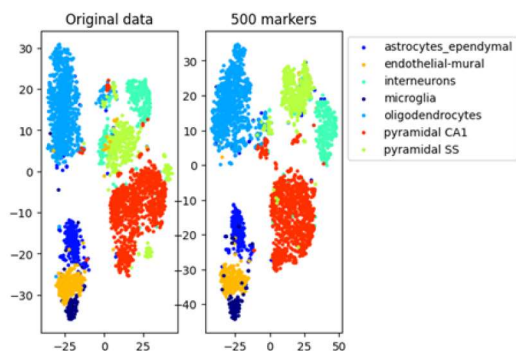 Original data
500 markers
30
20
10
0
−10
−20
−30
−25
0
25
30
20
10
0
−10
−20
−30
−40
−25
0
25
50
astrocytes_ependymal
endothelial-mural
interneurons
microglia
oligodendrocytes
pyramidal CA1
pyramidal SS